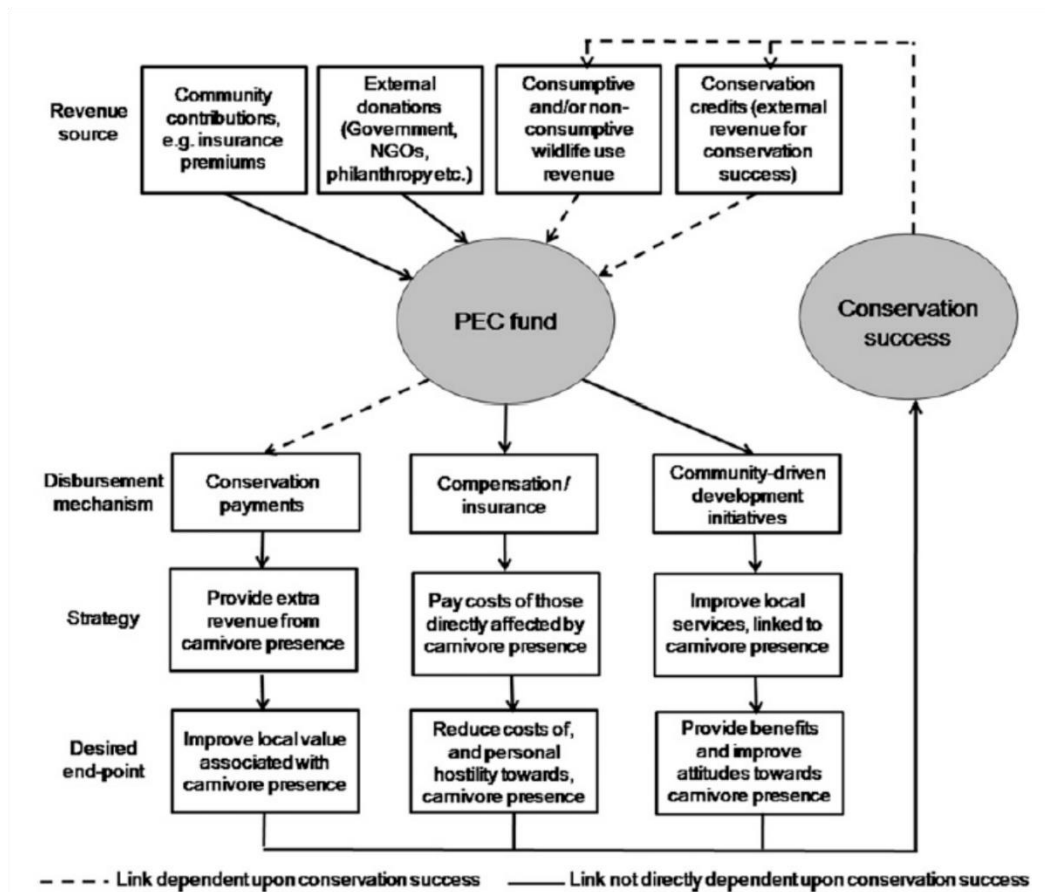 Revenue
source
Community
contributions,
e.g. insurance
premiums
External
donations
(Government,
NGOs,
philanthropy etc.)
Consumptive
and/or non-
consumptive
wildlife use
revenue
Conservation
credits (external
revenue for
conservation
success)
PEC fund
Conservation
success
Disbursement
mechanism
Conservation
payments
Compensation /
insurance
Community-driven
development
initiatives
Strategy
Provide extra
revenue from
carnivore presence
Pay costs of those
directly affected by
carnivore presence
Improve local
services, linked to
carnivore presence
Desired
end-point
Improve local value
associated with
carnivore presence
Reduce costs of,
and personal
hostility towards,
carnivore presence
Provide benefits
and improve
attitudes towards
carnivore presence
Link dependent upon conservation success
Link not directly dependent upon conservation success